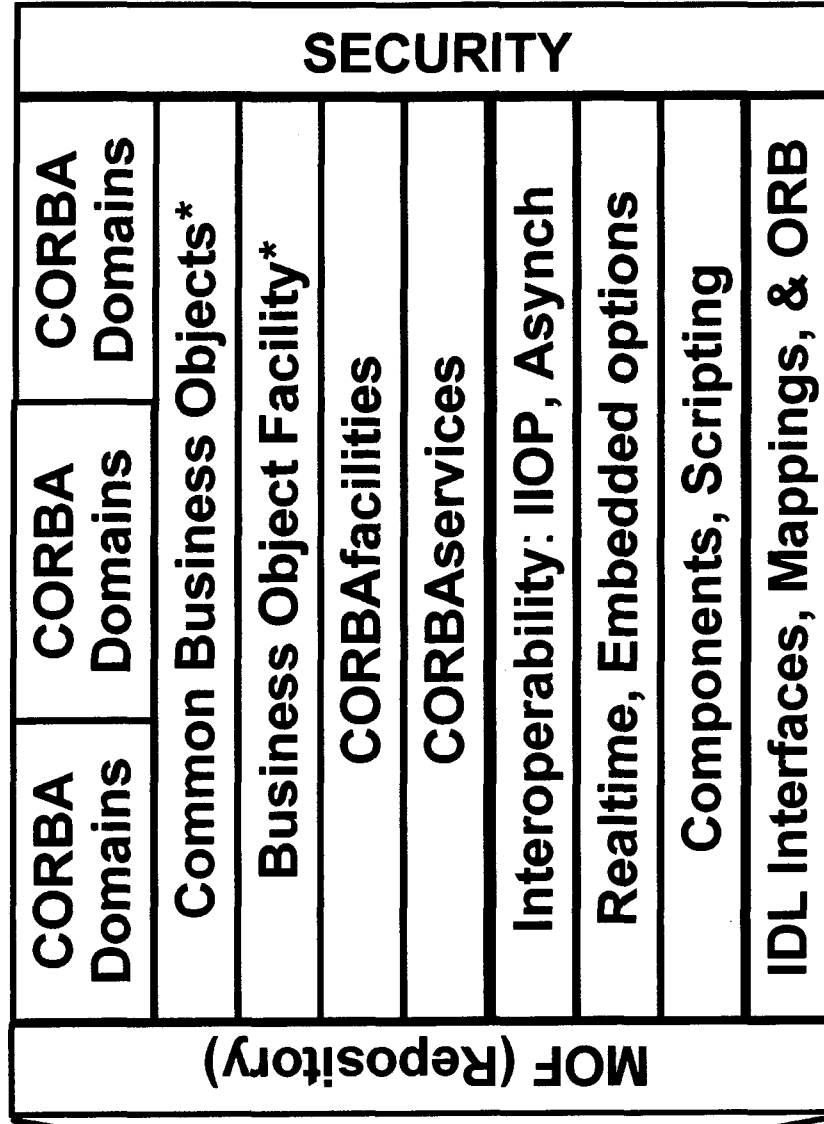 SECURITY
CORBA
Domains
CORBA
Domains
CORBA
Domains
Common Business Objects*
Business Object Facility*
CORBAfacilities
CORBAservices
Interoperability: IIOP, Asynch
Realtime, Embedded options
Components, Scripting
IDL Interfaces, Mappings, & ORB
MOF (Repository)